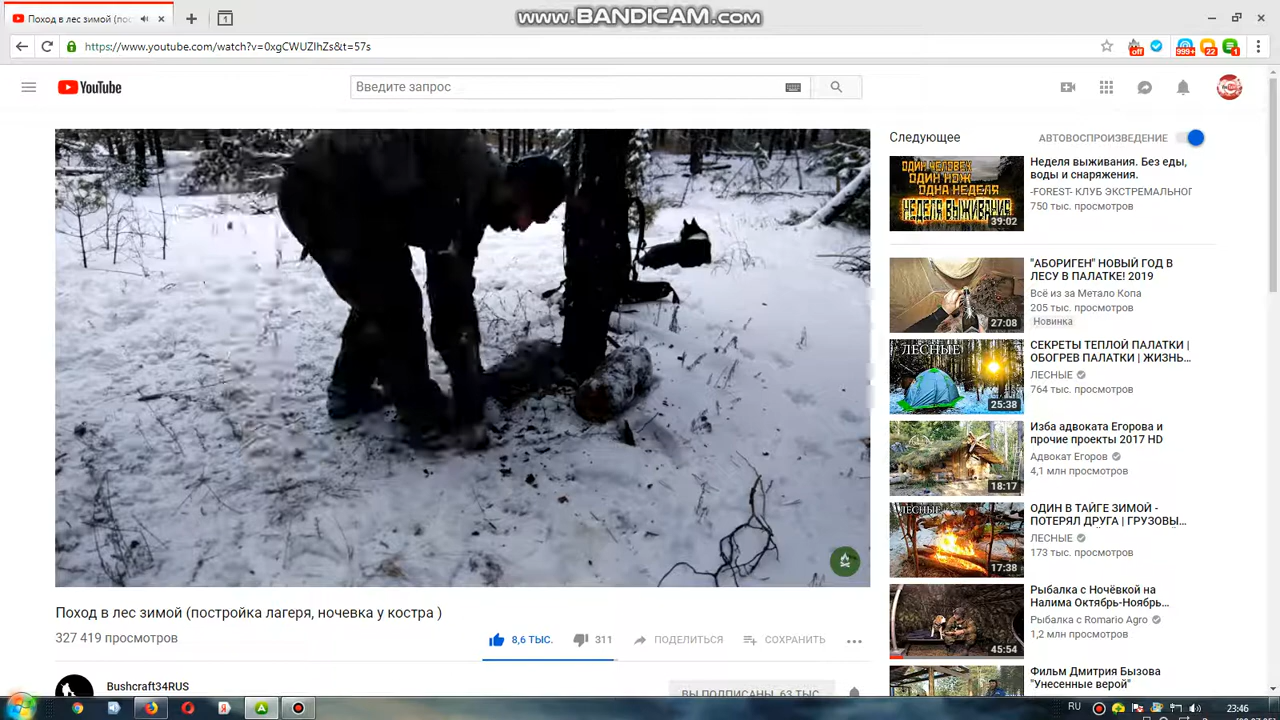 www.BANDICAM.com
Поход в лес зимой (пос
1
https://www.youtube.com/watch?v=0xgCWUZIhZs&t=57s
off
999+
22
1
YouTube
Введите запрос
Следующее
АВТОВОСПРОИЗВЕДЕНИЕ
ОДИН ЧЕЛОВЕК
ОДИН НОЖ
ОДНА НЕДЕЛЯ
НЕДЕЛЯ ВЫЖИВАНИЯ
39:02
Неделя выживания. Без еды,
воды и снаряжения.
-FOREST- КЛУБ ЭКСТРЕМАЛЬНОГ
750 тыс. просмотров
27:08
"АБОРИГЕН" НОВЫЙ ГОД В
ЛЕСУ В ПАЛАТКЕ! 2019
Всё из за Метало Копа
205 тыс. просмотров
Новинка
ЛЕСНЫЕ
25:38
СЕКРЕТЫ ТЕПЛОЙ ПАЛАТКИ |
ОБОГРЕВ ПАЛАТКИ | ЖИЗНЬ...
ЛЕСНЫЕ
764 тыс. просмотров
18:17
Изба адвоката Егорова и
прочие проекты 2017 HD
Адвокат Егоров
4,1 млн просмотров
ЛЕСНЫЕ
17:38
ОДИН В ТАЙГЕ ЗИМОЙ -
ПОТЕРЯЛ ДРУГА | ГРУЗОВЫ...
ЛЕСНЫЕ
173 тыс. просмотров
45:54
Рыбалка с Ночёвкой на
Налима Октябрь-Ноябрь...
Рыбалка с Romario Agro
1,2 млн просмотров
Фильм Дмитрия Бызова
"Унесенные верой"
Поход в лес зимой (постройка лагеря, ночевка у костра )
327 419 просмотров
8,6 ТЫС.
311
ПОДЕЛИТЬСЯ
СОХРАНИТЬ
Bushcraft34RUS
ВЫ ПОДПИСАНЫ, 63 ТЫС.
RU
23:46